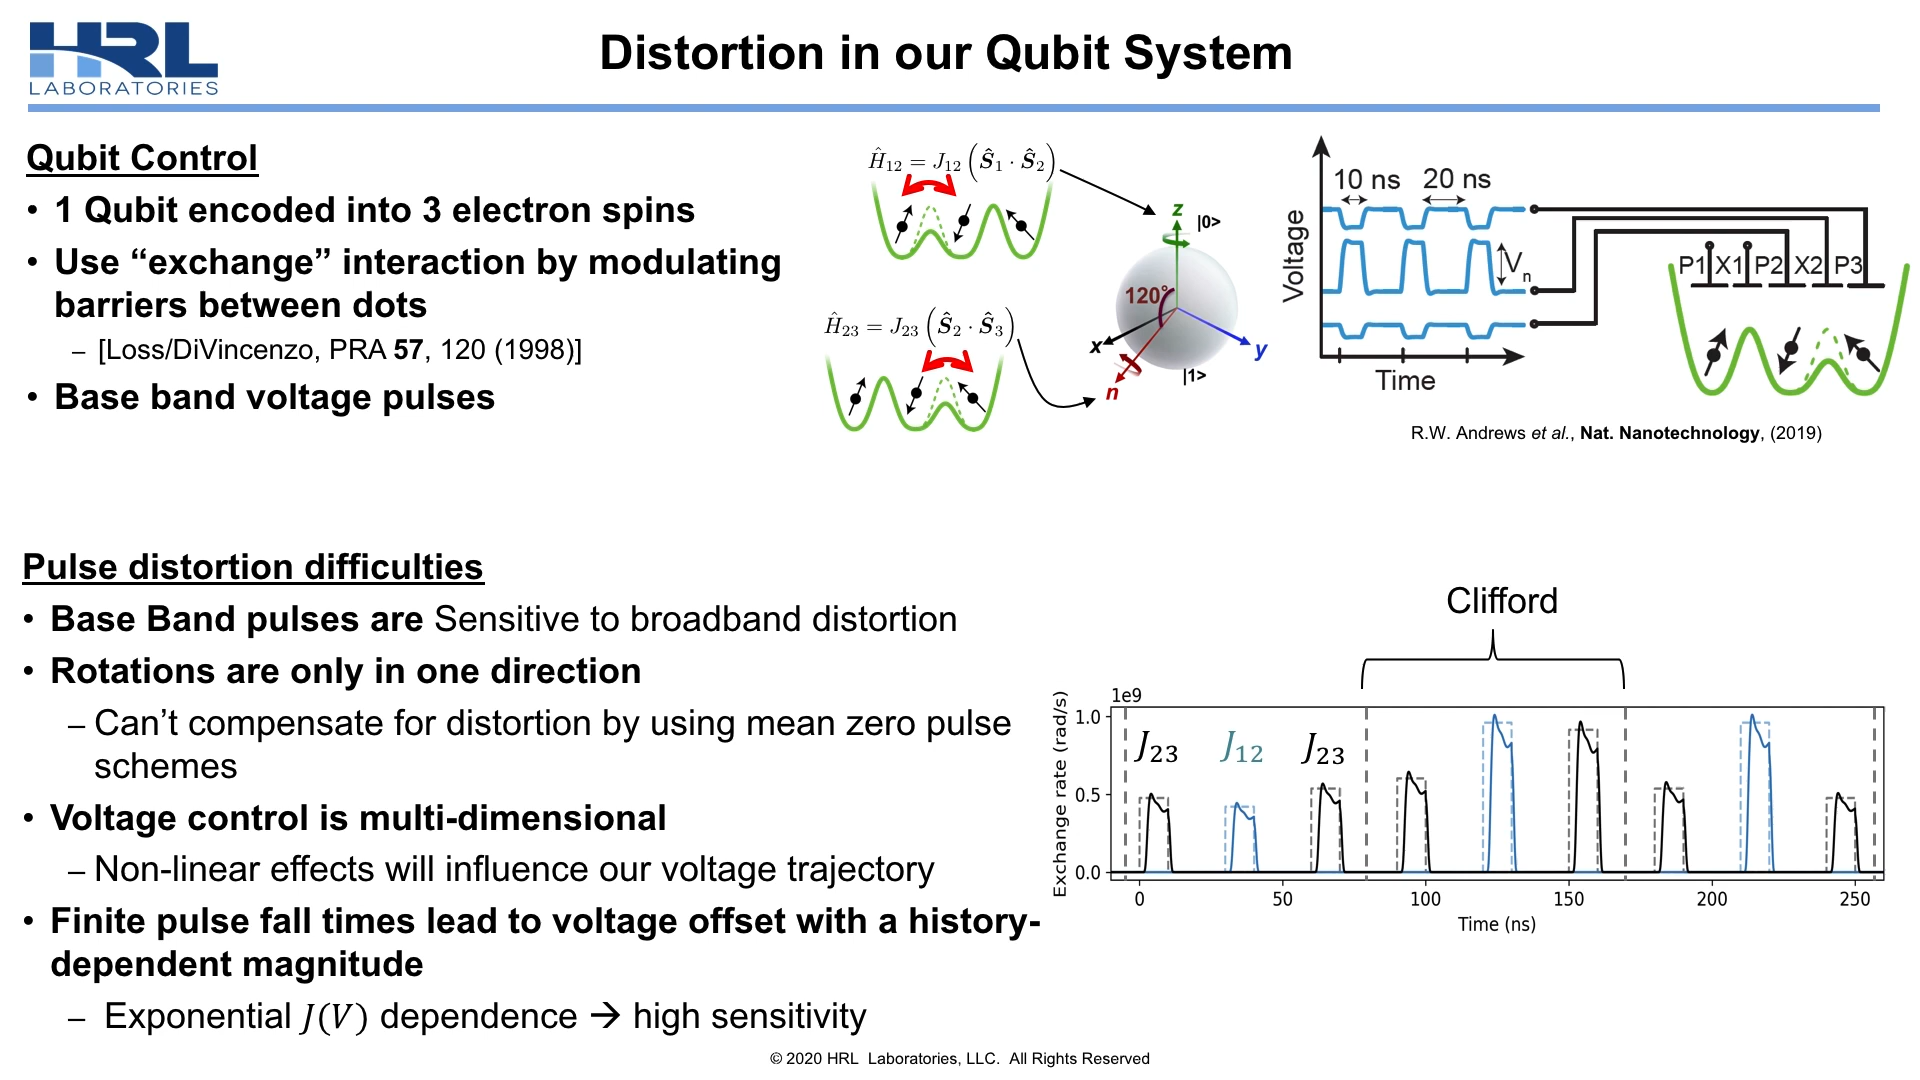 HRL
LABORATORIES
Distortion in our Qubit System
Qubit Control
• 1 Qubit encoded into 3 electron spins
• Use “exchange” interaction by modulating
barriers between dots
– [Loss/DiVincenzo, PRA 57, 120 (1998)]
• Base band voltage pulses
Ĥ₁₂ = J₁₂ (Ŝ₁ · Ŝ₂)
Ĥ₂₃ = J₂₃ (Ŝ₂ · Ŝ₃)
z
|0>
120°
x
y
n
|1>
10 ns
20 ns
Voltage
Vₙ
Time
P1 X1 P2 X2 P3
R.W. Andrews et al., Nat. Nanotechnology, (2019)
Pulse distortion difficulties
• Base Band pulses are Sensitive to broadband distortion
• Rotations are only in one direction
– Can’t compensate for distortion by using mean zero pulse
schemes
• Voltage control is multi-dimensional
– Non-linear effects will influence our voltage trajectory
• Finite pulse fall times lead to voltage offset with a history-
dependent magnitude
– Exponential J(V) dependence → high sensitivity
Clifford
1e9
Exchange rate (rad/s)
1.0
0.5
0.0
J₂₃ J₁₂ J₂₃
0 50 100 150 200 250
Time (ns)
© 2020 HRL Laboratories, LLC. All Rights Reserved